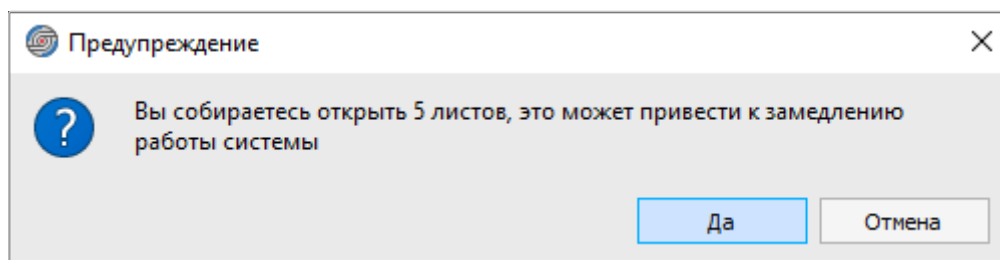 Предупреждение
Вы собираетесь открыть 5 листов, это может привести к замедлению
работы системы
Да
Отмена